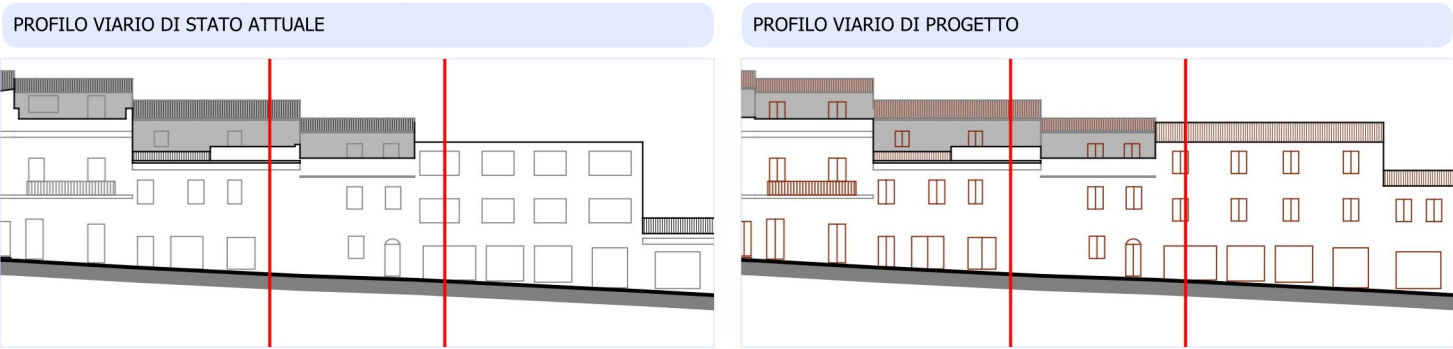 PROFILO VIARIO DI STATO ATTUALE
PROFILO VIARIO DI PROGETTO